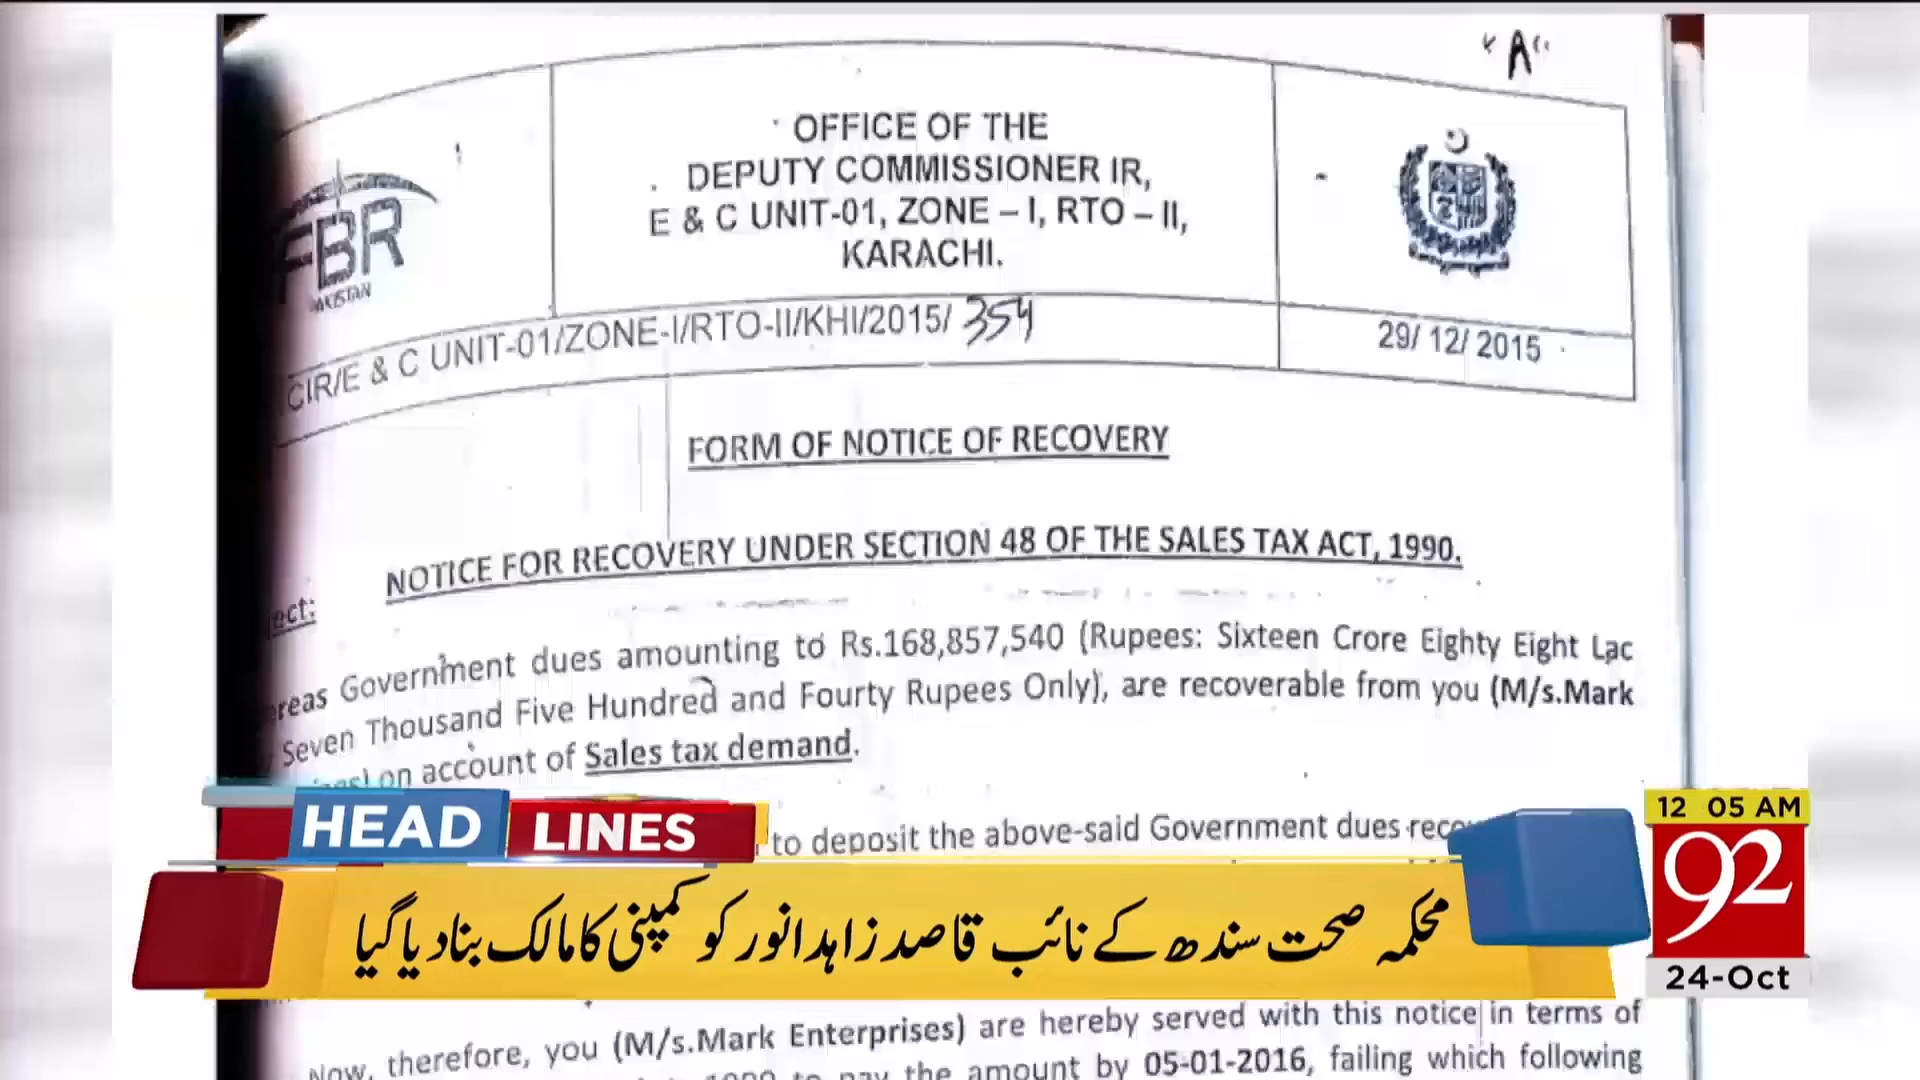 "A"
OFFICE OF THE
DEPUTY COMMISSIONER IR,
E & C UNIT-01, ZONE – I, RTO – II,
KARACHI.
FBR
PAKISTAN
CIR/E & C UNIT-01/ZONE-I/RTO-II/KHI/2015/ 354
29/ 12/ 2015
FORM OF NOTICE OF RECOVERY
NOTICE FOR RECOVERY UNDER SECTION 48 OF THE SALES TAX ACT, 1990.
ject:
ereas Government dues amounting to Rs.168,857,540 (Rupees: Sixteen Crore Eighty Eight Lac
Seven Thousand Five Hundred and Fourty Rupees Only), are recoverable from you (M/s.Mark
on account of Sales tax demand.
to deposit the above-said Government dues
HEAD LINES
محکمہ صحت سندھ کے نائب قاصد زاہد انور کو کمپنی کا مالک بنا دیا گیا
12 05 AM
92
24-Oct
Now, therefore, you (M/s.Mark Enterprises) are hereby served with this notice in terms of
to pay the amount by 05-01-2016, failing which following